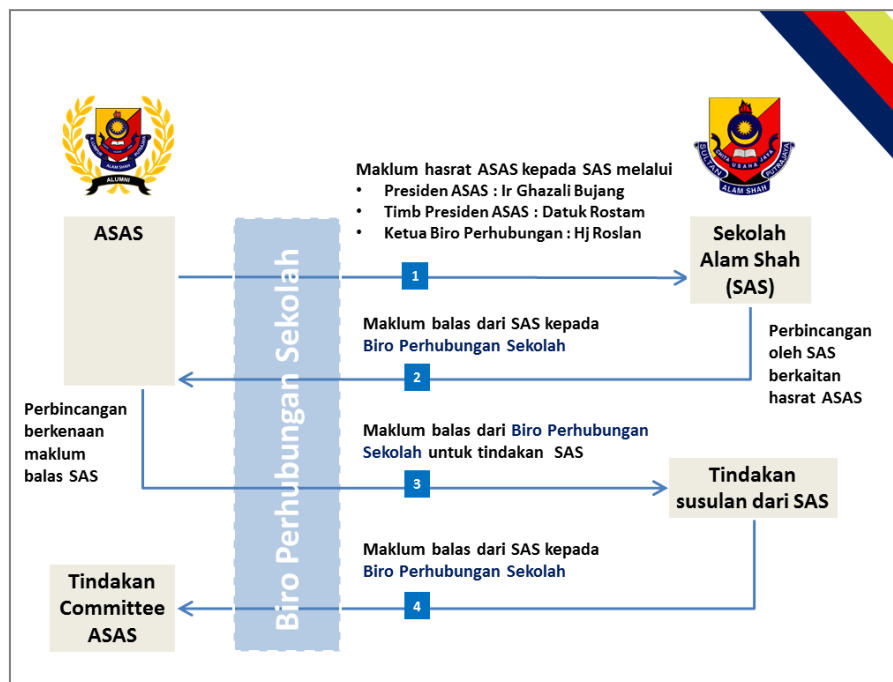 ALUMNI
CHITA USAHA JAYA
SULTAN
ALAM SHAH
PUTRAJAYA
Maklum hasrat ASAS kepada SAS melalui
• Presiden ASAS : Ir Ghazali Bujang
• Timb Presiden ASAS : Datuk Rostam
• Ketua Biro Perhubungan : Hj Roslan
ASAS
Sekolah
Alam Shah
(SAS)
Biro Perhubungan Sekolah
1
Maklum balas dari SAS kepada
Biro Perhubungan Sekolah
2
Perbincangan
oleh SAS
berkaitan
hasrat ASAS
Perbincangan
berkenaan
maklum
balas SAS
Maklum balas dari Biro Perhubungan
Sekolah untuk tindakan SAS
3
Tindakan
susulan dari SAS
Maklum balas dari SAS kepada
Biro Perhubungan Sekolah
4
Tindakan
Committee
ASAS